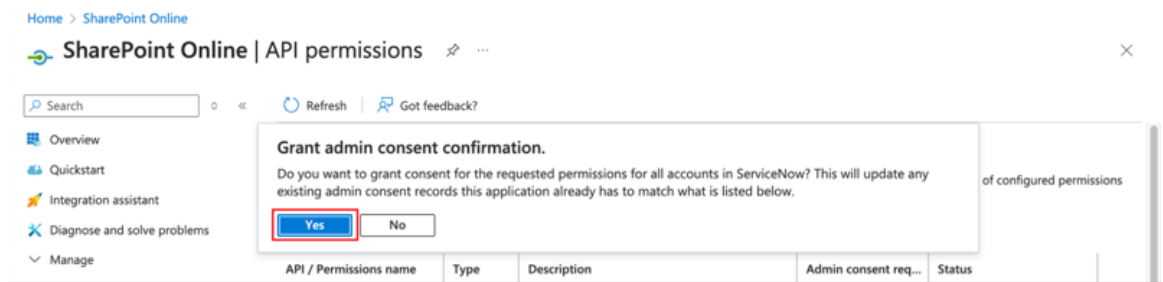 Home > SharePoint Online
SharePoint Online | API permissions
Search
Refresh
Got feedback?
Overview
Quickstart
Integration assistant
Diagnose and solve problems
Manage
Grant admin consent confirmation.
Do you want to grant consent for the requested permissions for all accounts in ServiceNow? This will update any
existing admin consent records this application already has to match what is listed below.
Yes
No
of configured permissions
API / Permissions name
Type
Description
Admin consent req...
Status